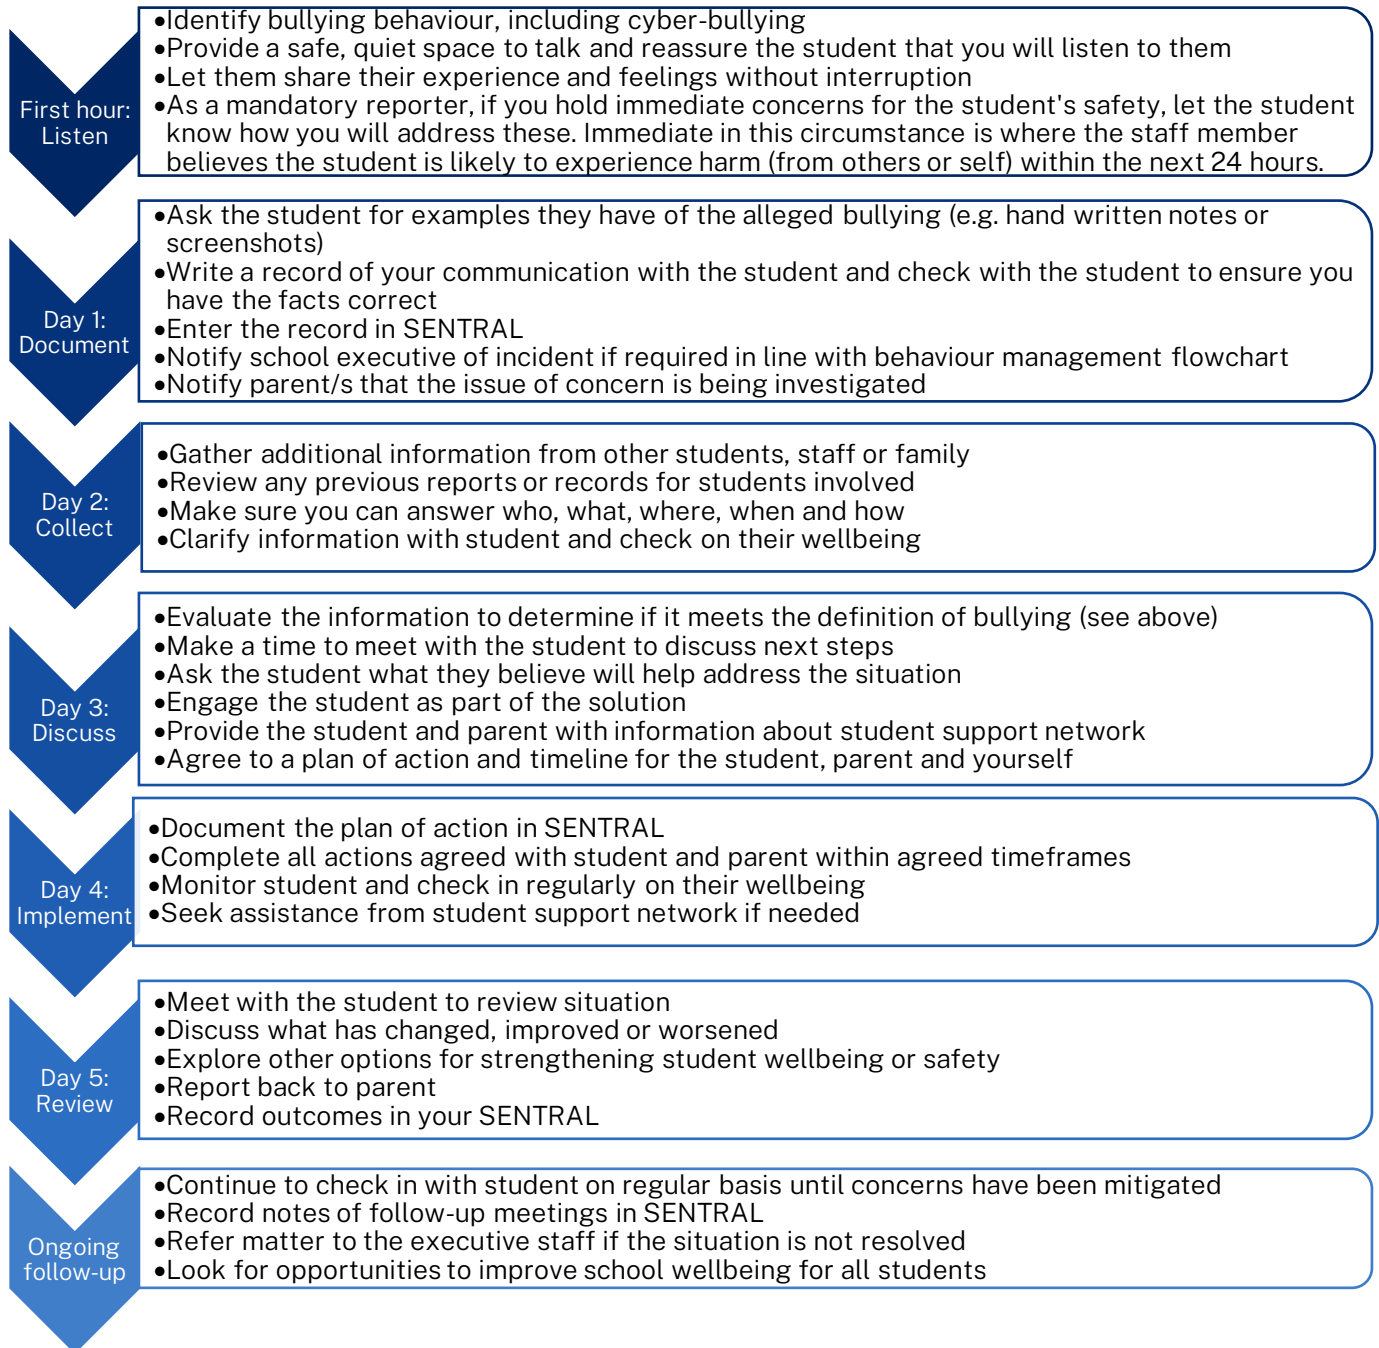 First hour:
Listen
•Identify bullying behaviour, including cyber-bullying
•Provide a safe, quiet space to talk and reassure the student that you will listen to them
•Let them share their experience and feelings without interruption
•As a mandatory reporter, if you hold immediate concerns for the student's safety, let the student
know how you will address these. Immediate in this circumstance is where the staff member
believes the student is likely to experience harm (from others or self) within the next 24 hours.
Day 1:
Document
•Ask the student for examples they have of the alleged bullying (e.g. hand written notes or
screenshots)
•Write a record of your communication with the student and check with the student to ensure you
have the facts correct
•Enter the record in SENTRAL
•Notify school executive of incident if required in line with behaviour management flowchart
•Notify parent/s that the issue of concern is being investigated
Day 2:
Collect
•Gather additional information from other students, staff or family
•Review any previous reports or records for students involved
•Make sure you can answer who, what, where, when and how
•Clarify information with student and check on their wellbeing
Day 3:
Discuss
•Evaluate the information to determine if it meets the definition of bullying (see above)
•Make a time to meet with the student to discuss next steps
•Ask the student what they believe will help address the situation
•Engage the student as part of the solution
•Provide the student and parent with information about student support network
•Agree to a plan of action and timeline for the student, parent and yourself
Day 4:
Implement
•Document the plan of action in SENTRAL
•Complete all actions agreed with student and parent within agreed timeframes
•Monitor student and check in regularly on their wellbeing
•Seek assistance from student support network if needed
Day 5:
Review
•Meet with the student to review situation
•Discuss what has changed, improved or worsened
•Explore other options for strengthening student wellbeing or safety
•Report back to parent
•Record outcomes in your SENTRAL
Ongoing
follow-up
•Continue to check in with student on regular basis until concerns have been mitigated
•Record notes of follow-up meetings in SENTRAL
•Refer matter to the executive staff if the situation is not resolved
•Look for opportunities to improve school wellbeing for all students